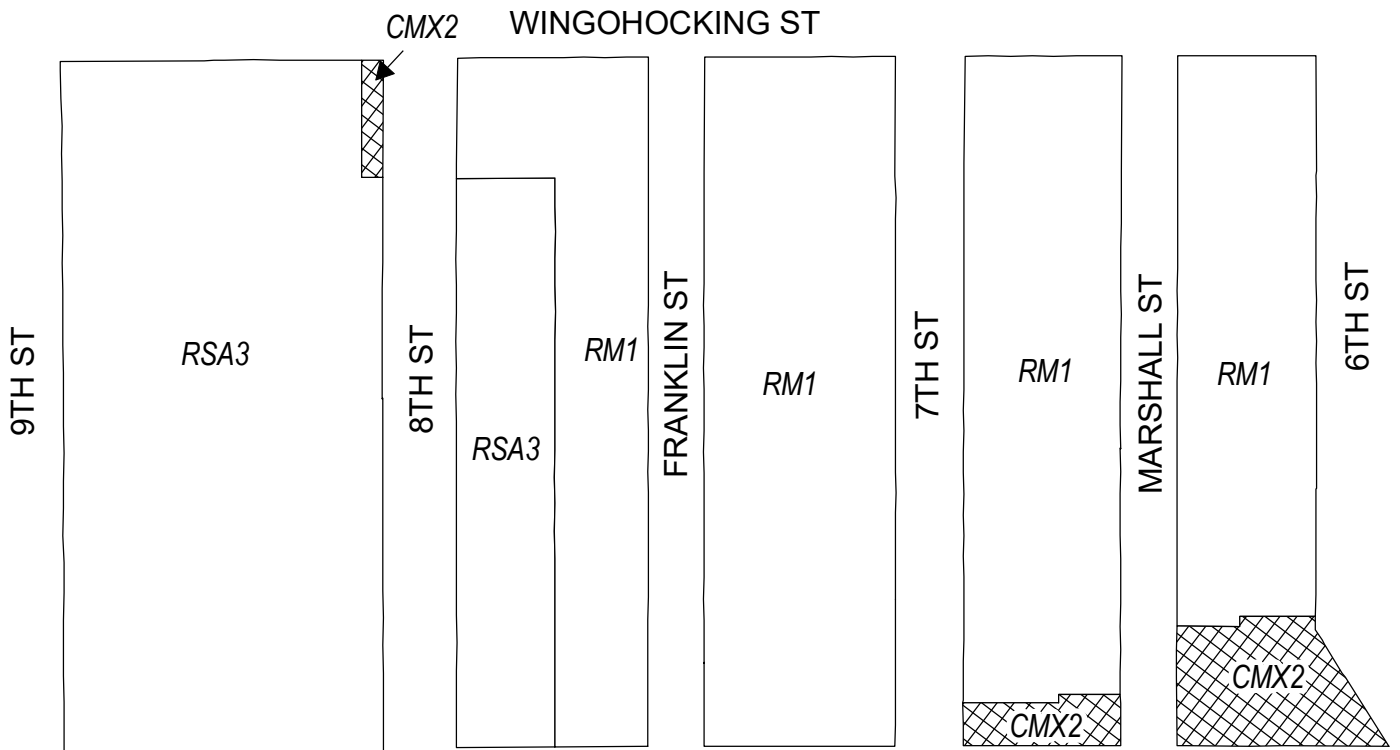 CMX2
WINGOHOCKING ST
9TH ST
RSA3
8TH ST
RSA3
RM1
FRANKLIN ST
RM1
7TH ST
RM1
MARSHALL ST
RM1
6TH ST
CMX2
CMX2